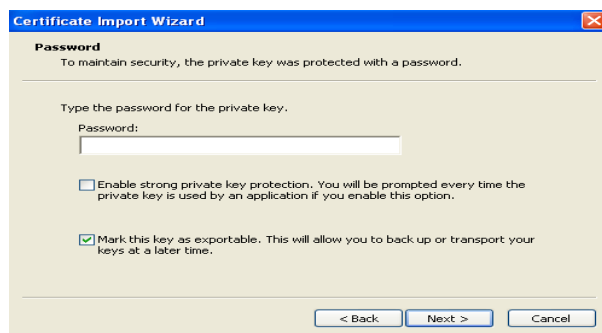 Certificate Import Wizard
Password
To maintain security, the private key was protected with a password.
Type the password for the private key.
Password:
Enable strong private key protection. You will be prompted every time the
private key is used by an application if you enable this option.
Mark this key as exportable. This will allow you to back up or transport your
keys at a later time.
< Back Next > Cancel